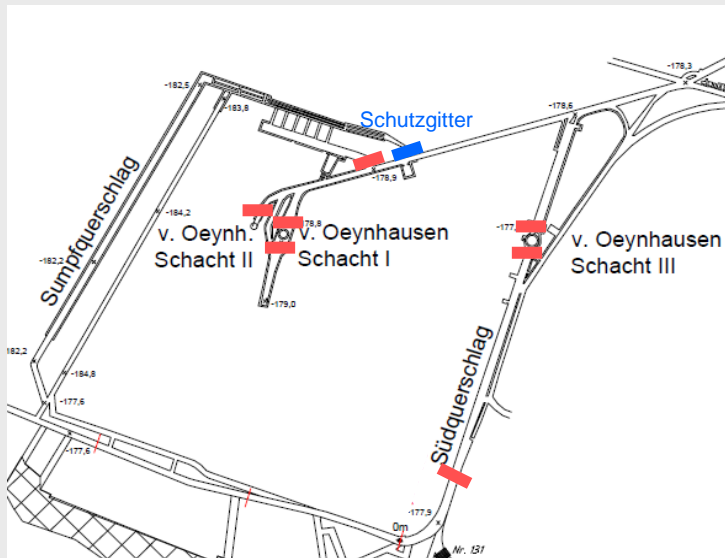 -178,3
-182,5
-183,8
-178,6
Schutzgitter
-178,9
-184,2
78,8
-177,
v. Oeynh.
Schacht II
v. Oeynhausen
Schacht I
v. Oeynhausen
Schacht III
Sumpfquerschlag
-182,2
-179,0
182,2
-184,8
-177,6
Südquerschlag
-177,6
-177,9
0m
Nr. 131